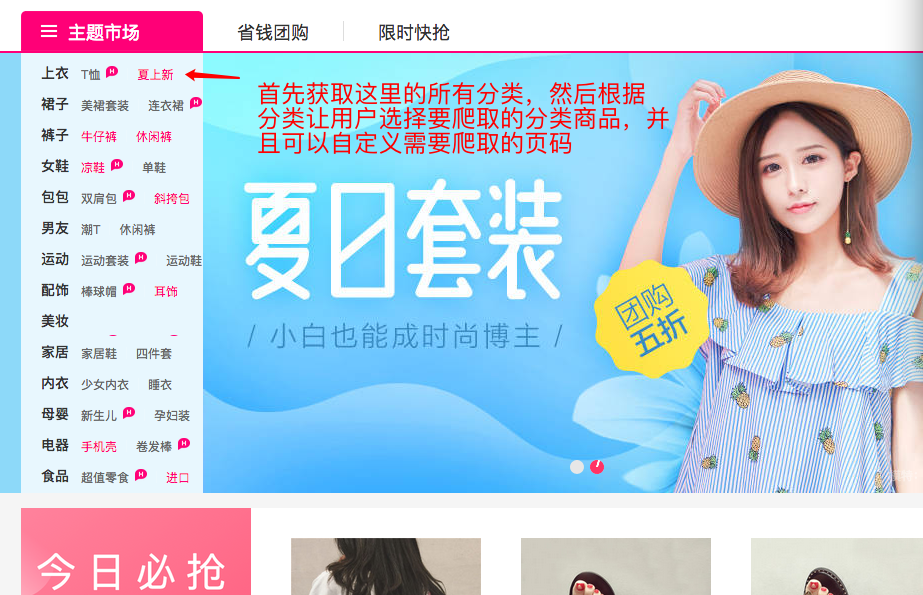 主题市场 省钱团购 限时快抢
上衣 T恤 H 夏上新
裙子 美裙套装 连衣裙 H
裤子 牛仔裤 休闲裤
女鞋 凉鞋 H 单鞋
包包 双肩包 H 斜挎包
男友 潮T 休闲裤
运动 运动套装 H 运动鞋
配饰 棒球帽 H 耳饰
美妆
家居 家居鞋 四件套
内衣 少女内衣 睡衣
母婴 新生儿 H 孕妇装
电器 手机壳 卷发棒 H
食品 超值零食 H 进口
首先获取这里的所有分类，然后根据
分类让用户选择要爬取的分类商品，并
且可以自定义需要爬取的页码
夏日套装
/ 小白也能成时尚博主 /
团购
五折
今日必抢